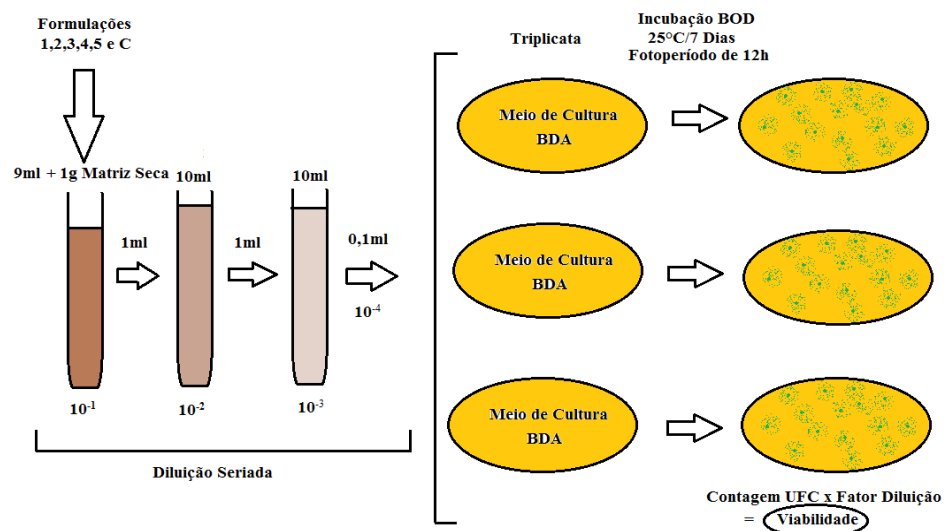 Formulações
1,2,3,4,5 e C
9ml + 1g Matriz Seca
10ml
10ml
1ml
1ml
0,1ml
10⁻⁴
10⁻¹
10⁻²
10⁻³
Diluição Seriada
Triplicata
Incubação BOD
25°C/7 Dias
Fotoperíodo de 12h
Meio de Cultura
BDA
Meio de Cultura
BDA
Meio de Cultura
BDA
Contagem UFC x Fator Diluição
= Viabilidade